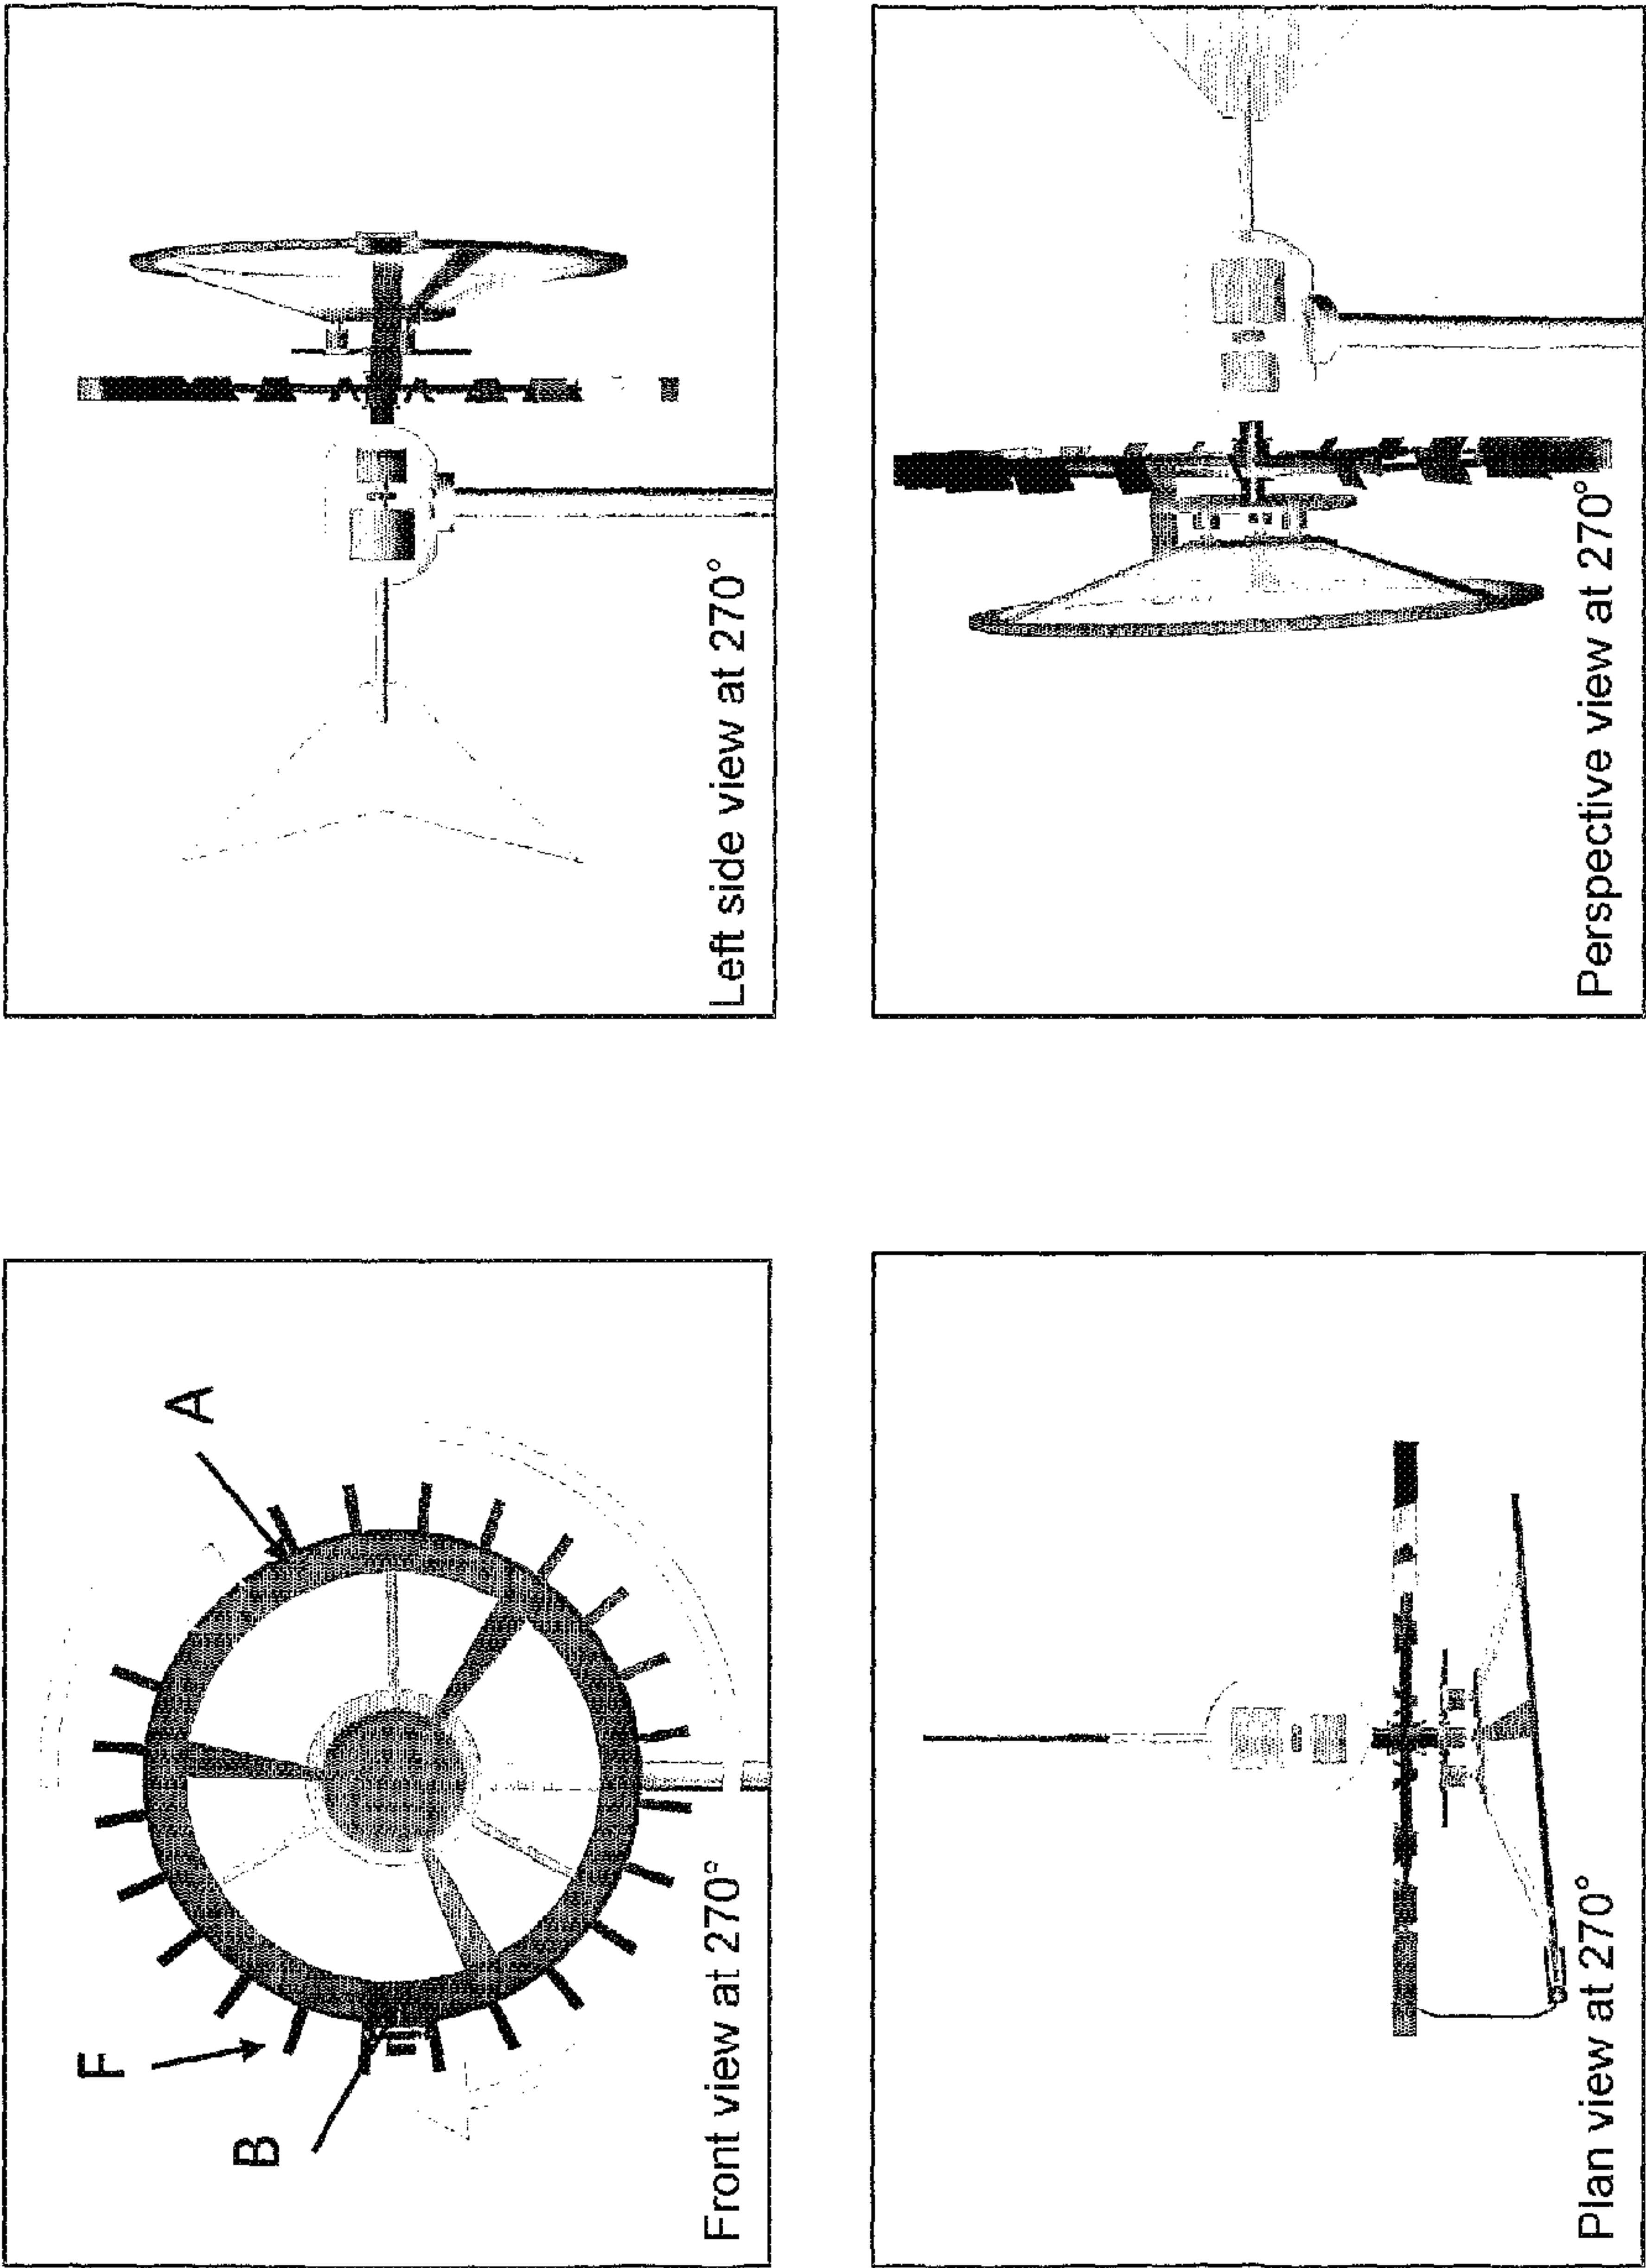 F
A
B
Front view at 270°
Left side view at 270°
Plan view at 270°
Perspective view at 270°